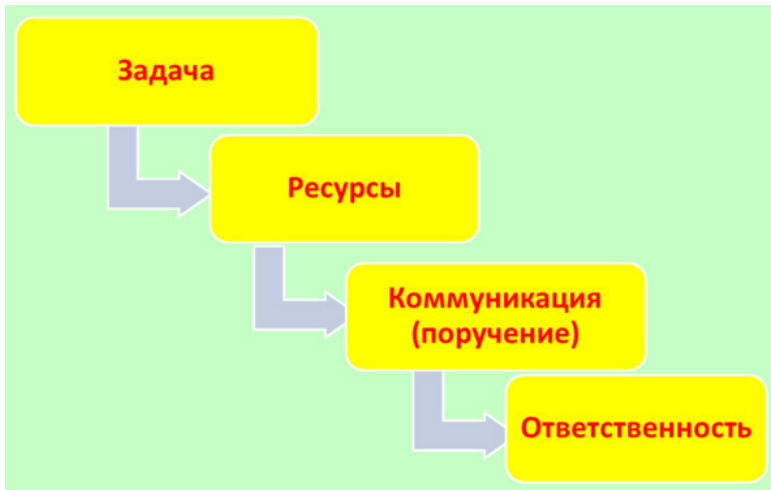 Задача
Ресурсы
Коммуникация
(поручение)
Ответственность